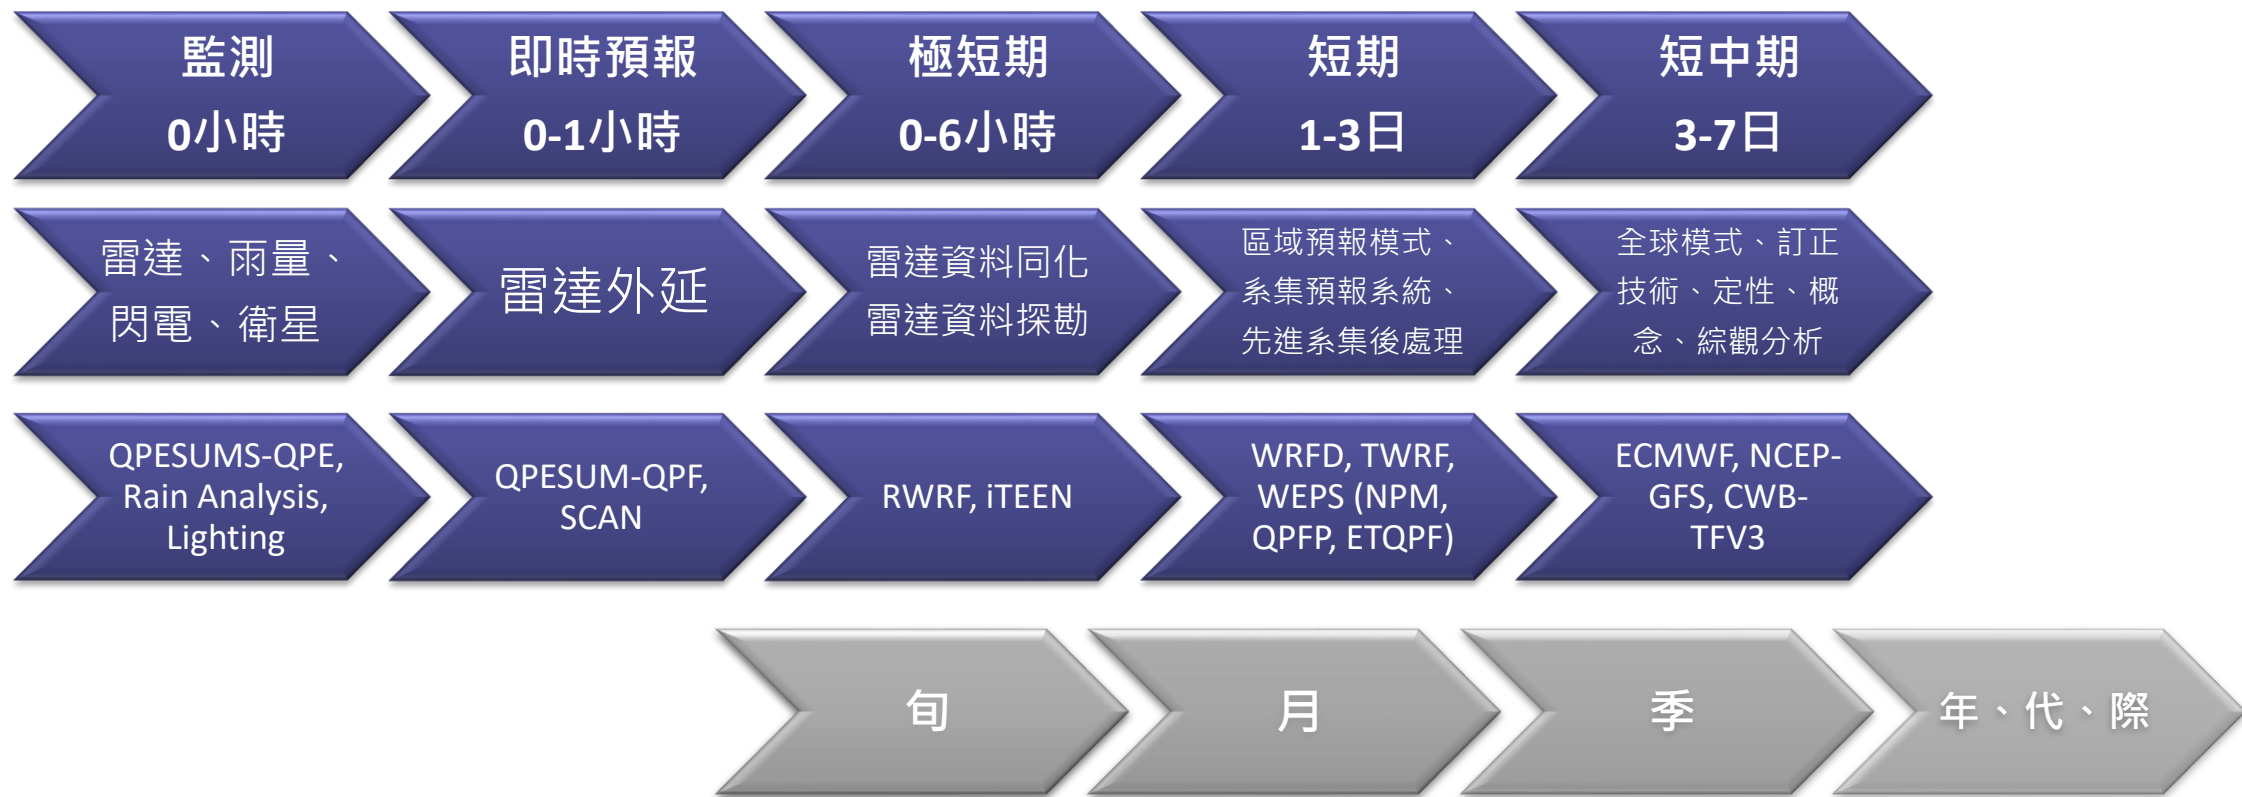 監測
0小時
即時預報
0-1小時
極短期
0-6小時
短期
1-3日
短中期
3-7日
雷達、雨量、
閃電、衛星
雷達外延
雷達資料同化
雷達資料探勘
區域預報模式、
系集預報系統、
先進系集後處理
全球模式、訂正
技術、定性、概
念、綜觀分析
QPESUMS-QPE,
Rain Analysis,
Lighting
QPESUM-QPF,
SCAN
RWRF, iTEEN
WRFD, TWRF,
WEPS (NPM,
QPFP, ETQPF)
ECMWF, NCEP-
GFS, CWB-
TFV3
旬
月
季
年、代、際